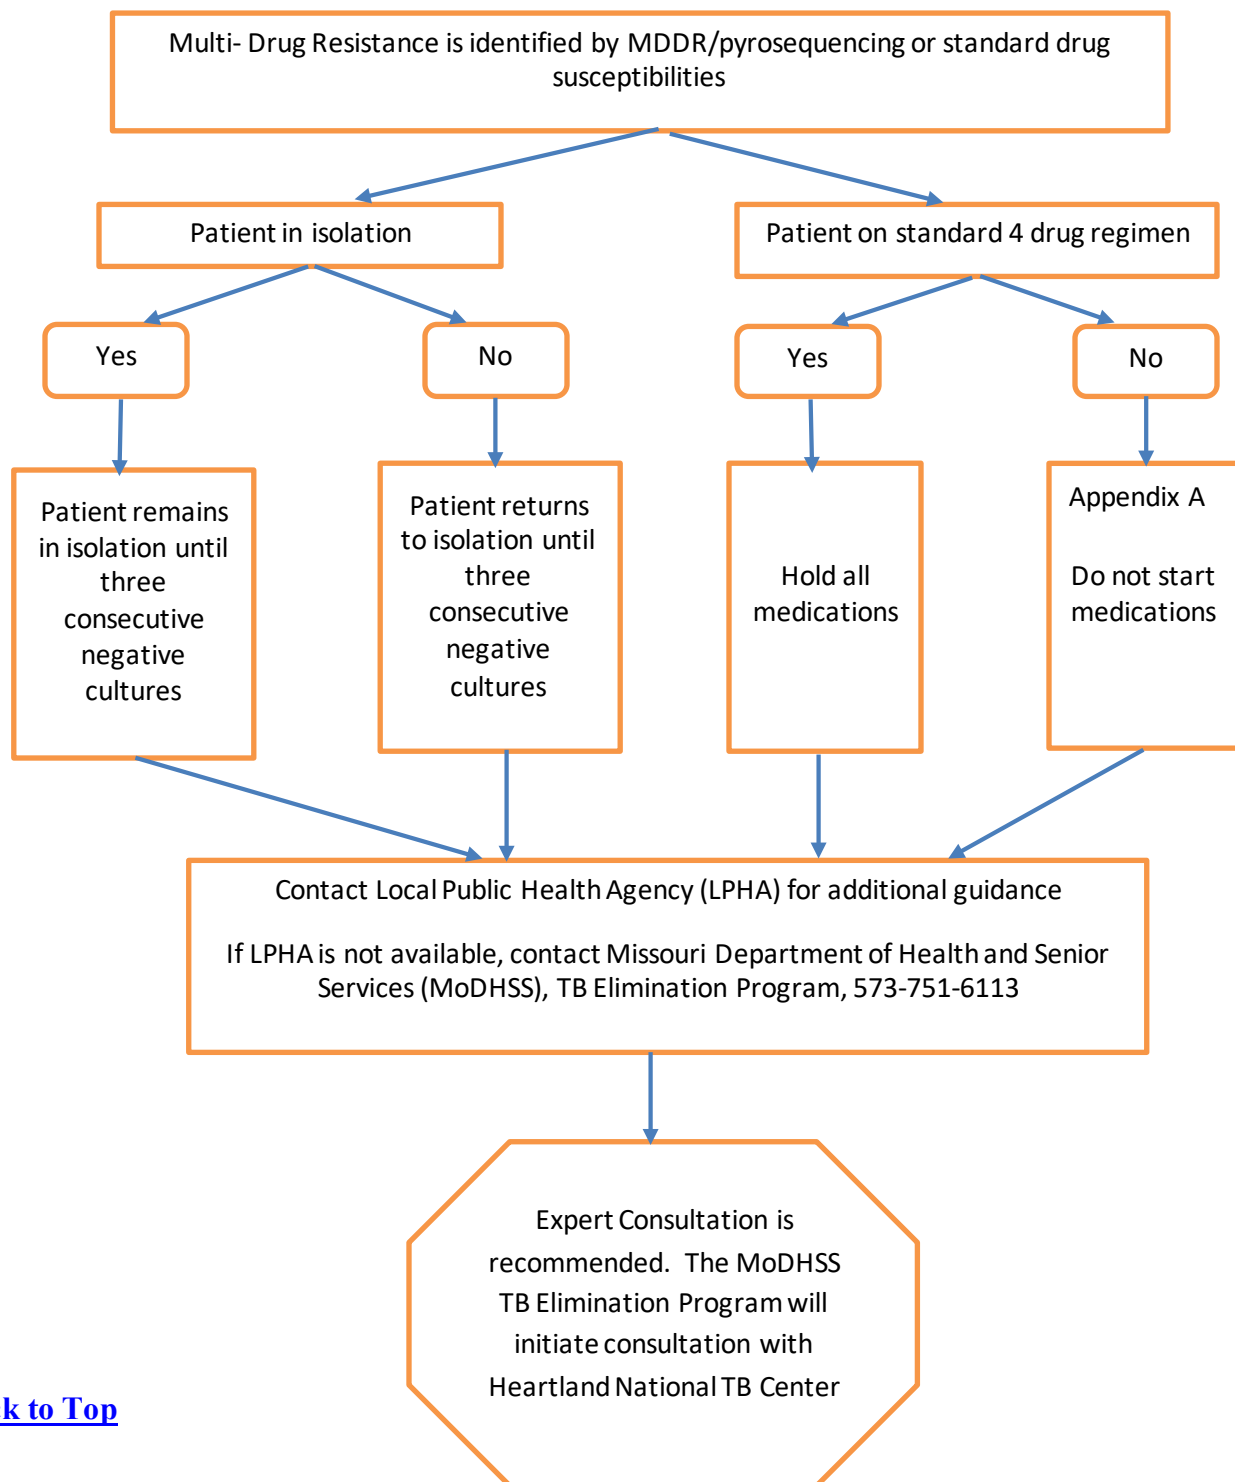 Multi- Drug Resistance is identified by MDDR/pyrosequencing or standard drug
susceptibilities
Patient in isolation
Patient on standard 4 drug regimen
Yes
No
Yes
No
Patient remains
in isolation until
three
consecutive
negative
cultures
Patient returns
to isolation until
three
consecutive
negative
cultures
Hold all
medications
Appendix A
Do not start
medications
Contact Local Public Health Agency (LPHA) for additional guidance
If LPHA is not available, contact Missouri Department of Health and Senior
Services (MoDHSS), TB Elimination Program, 573-751-6113
Expert Consultation is
recommended. The MoDHSS
TB Elimination Program will
initiate consultation with
Heartland National TB Center
k to Top